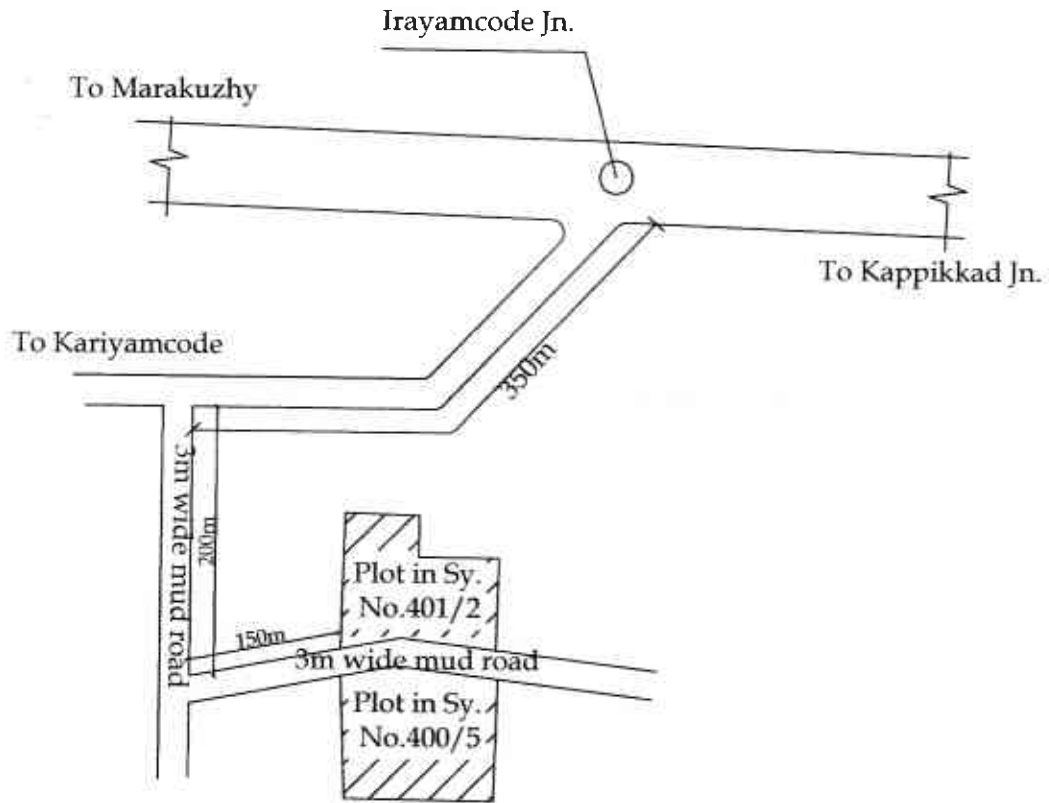 Irayamcode Jn.
To Marakuzhy
To Kappikkad Jn.
To Kariyamcode
350m
3m wide mud road
200m
Plot in Sy.
No.401/2
150m
3m wide mud road
Plot in Sy.
No.400/5